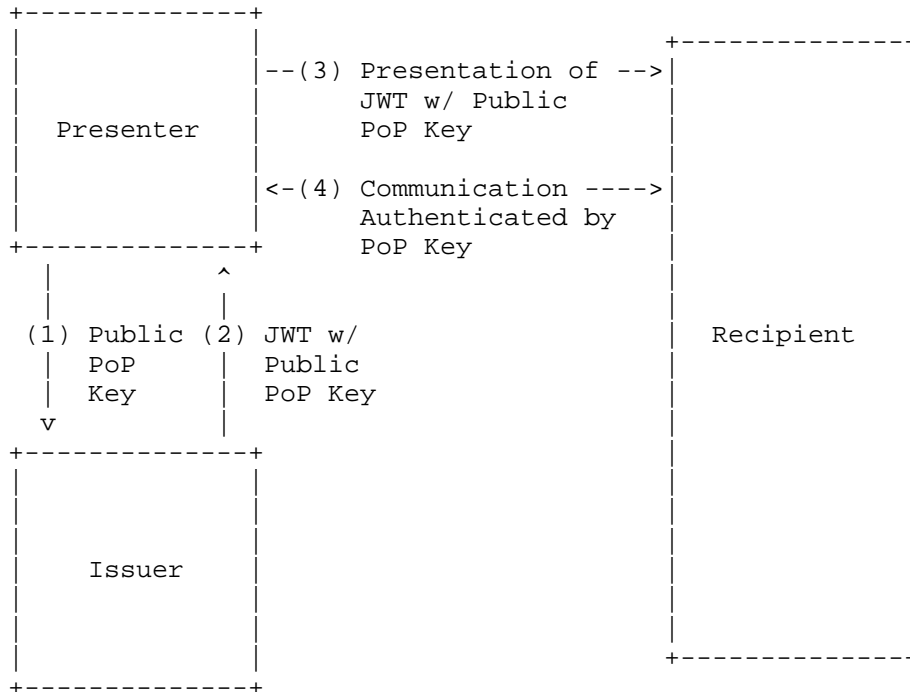 --(3) Presentation of -->
JWT w/ Public
Presenter PoP Key
<-(4) Communication ---->
Authenticated by
PoP Key
(1) Public (2) JWT w/ Recipient
PoP Public
Key PoP Key
v
Issuer